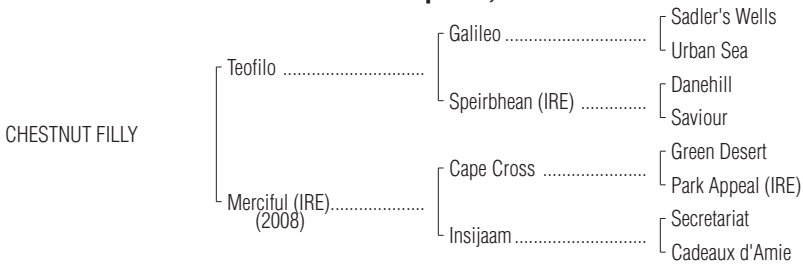 Sadler's Wells
Galileo ..............................
Urban Sea
Teofilo ..............................
Danehill
Speirbhean (IRE) ..............
Saviour
CHESTNUT FILLY
Green Desert
Cape Cross ......................
Park Appeal (IRE)
Merciful (IRE)....................
(2008)
Secretariat
Insijaam............................
Cadeaux d'Amie